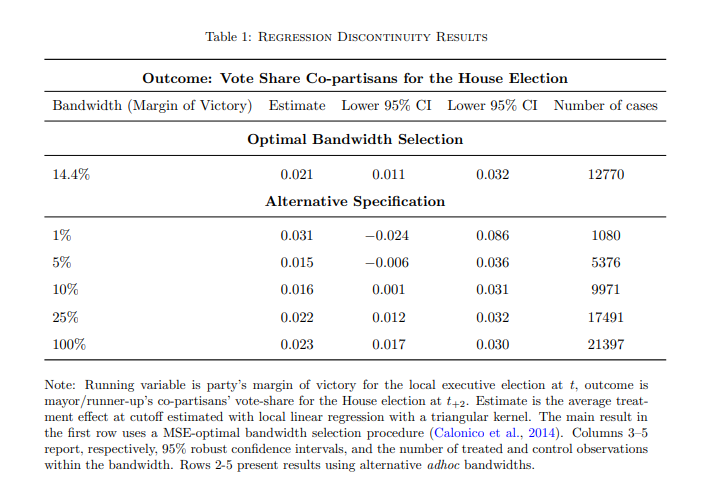 Table 1: Regression Discontinuity Results
Outcome: Vote Share Co-partisans for the House Election
Bandwidth (Margin of Victory) Estimate Lower 95% CI Lower 95% CI Number of cases
Optimal Bandwidth Selection
14.4% 0.021 0.011 0.032 12770
Alternative Specification
1% 0.031 −0.024 0.086 1080
5% 0.015 −0.006 0.036 5376
10% 0.016 0.001 0.031 9971
25% 0.022 0.012 0.032 17491
100% 0.023 0.017 0.030 21397
Note: Running variable is party's margin of victory for the local executive election at t, outcome is
mayor/runner-up's co-partisans' vote-share for the House election at t+2. Estimate is the average treat-
ment effect at cutoff estimated with local linear regression with a triangular kernel. The main result in
the first row uses a MSE-optimal bandwidth selection procedure (Calonico et al., 2014). Columns 3–5
report, respectively, 95% robust confidence intervals, and the number of treated and control observations
within the bandwidth. Rows 2-5 present results using alternative adhoc bandwidths.